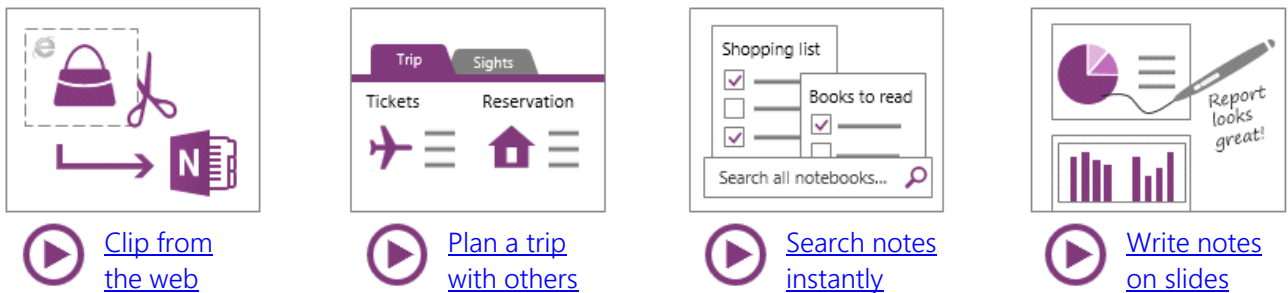 Trip
Sights
Tickets
Reservation
N
Shopping list
Books to read
Search all notebooks...
Report
looks
great!
Clip from
the web
Plan a trip
with others
Search notes
instantly
Write notes
on slides